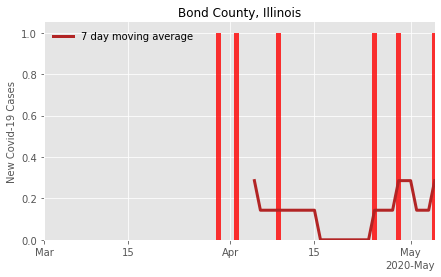 Bond County, Illinois
7 day moving average
New Covid-19 Cases
1.0
0.8
0.6
0.4
0.2
0.0
Mar
15
Apr
15
May
2020-May